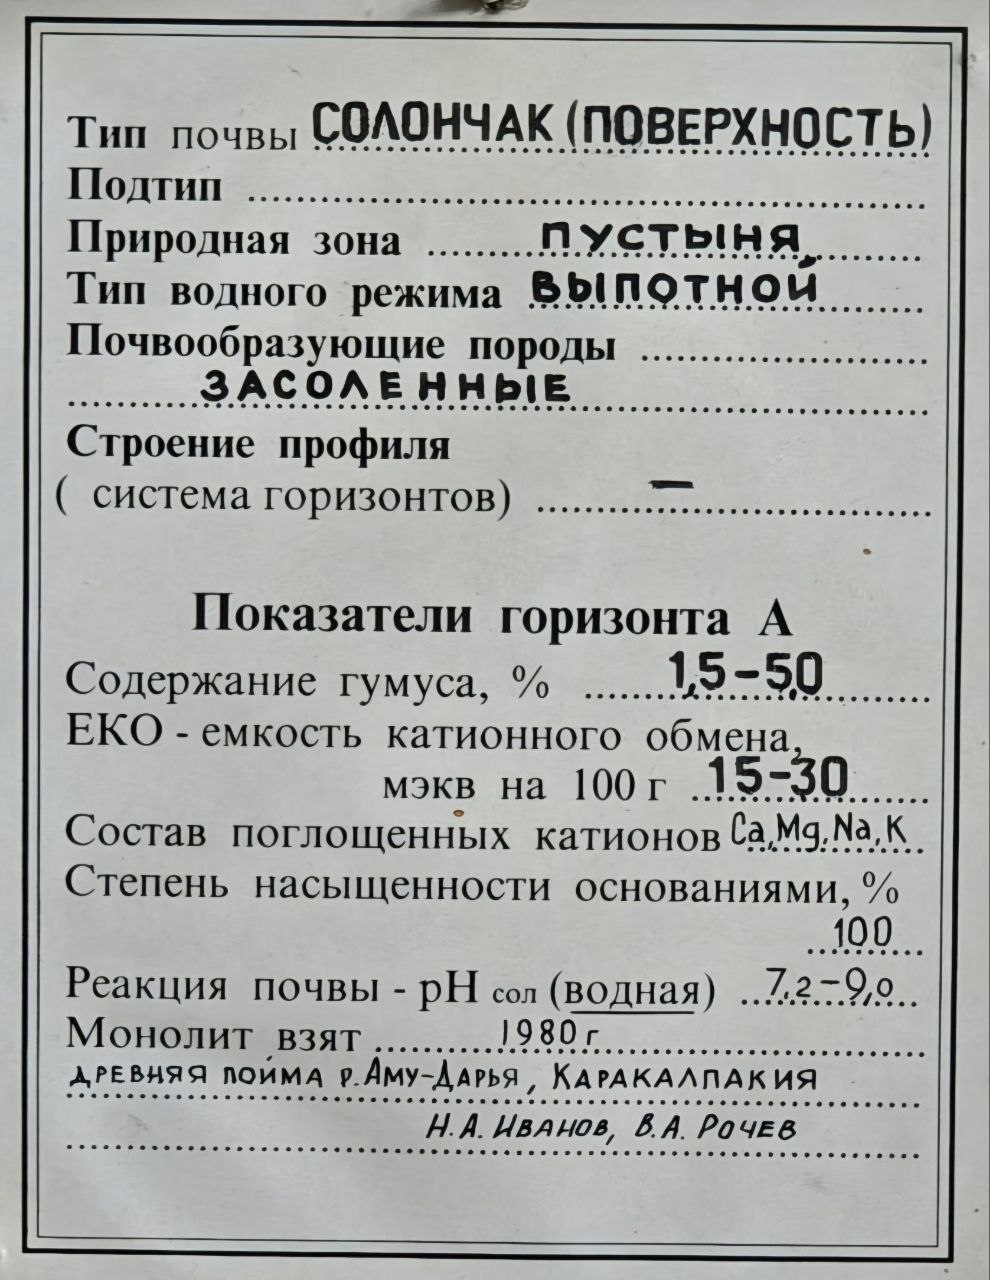 Тип почвы СОЛОНЧАК (ПОВЕРХНОСТЬ)
Подтип
Природная зона ПУСТЫНЯ
Тип водного режима ВЫПОТНОЙ
Почвообразующие породы
ЗАСОЛЕННЫЕ
Строение профиля
( система горизонтов) —
Показатели горизонта А
Содержание гумуса, % 1,5-5,0
ЕКО - емкость катионного обмена,
мэкв на 100 г 15-30
Состав поглощенных катионов Ca, Mg, Na, K
Степень насыщенности основаниями, %
100
Реакция почвы - pH сол (водная) 7,2-9,0
Монолит взят 1980 г
ДРЕВНЯЯ ПОЙМА Р. АМУ-ДАРЬЯ, КАРАКАЛПАКИЯ
Н.А. ИВАНОВ, В.А. РОЧЕВ